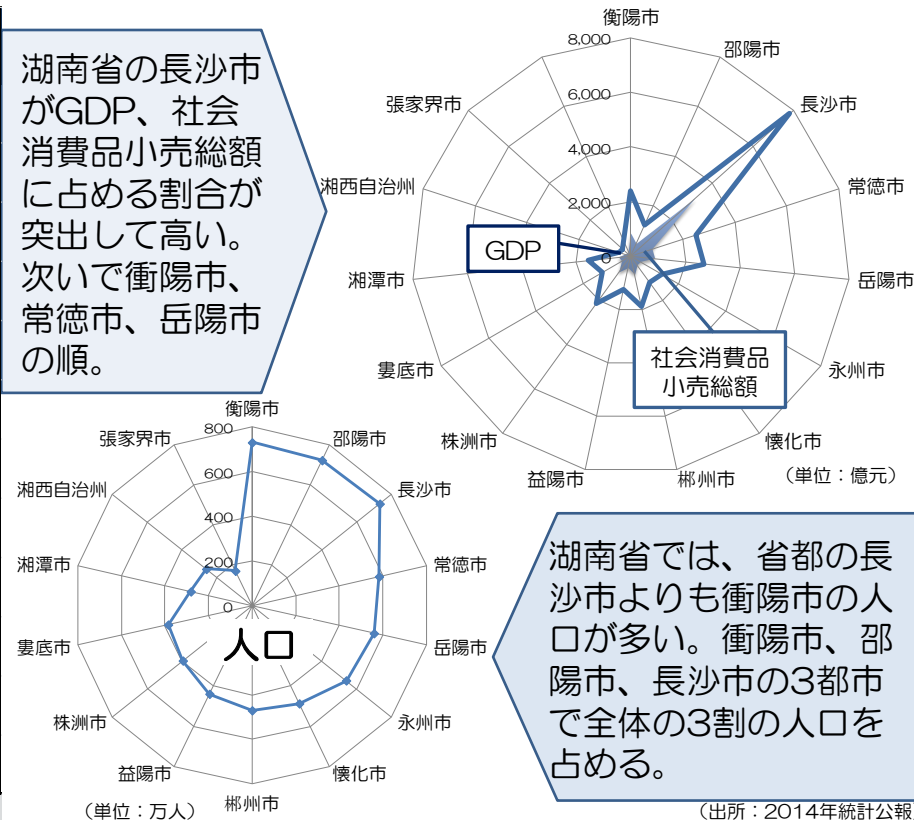 湖南省の長沙市
がGDP、社会
消費品小売総額
に占める割合が
突出して高い。
次いで衡陽市、
常徳市、岳陽市
の順。
衡陽市
邵陽市
長沙市
常徳市
岳陽市
永州市
懐化市
郴州市
益陽市
株洲市
婁底市
湘潭市
湘西自治州
張家界市
8,000
6,000
4,000
2,000
0
GDP
社会消費品
小売総額
（単位：億元）
衡陽市
邵陽市
長沙市
常徳市
岳陽市
永州市
懐化市
郴州市
益陽市
株洲市
婁底市
湘潭市
湘西自治州
張家界市
800
600
400
200
0
人口
（単位：万人）
湖南省では、省都の長
沙市よりも衡陽市の人
口が多い。衡陽市、邵
陽市、長沙市の3都市
で全体の3割の人口を
占める。
（出所：2014年統計公報）